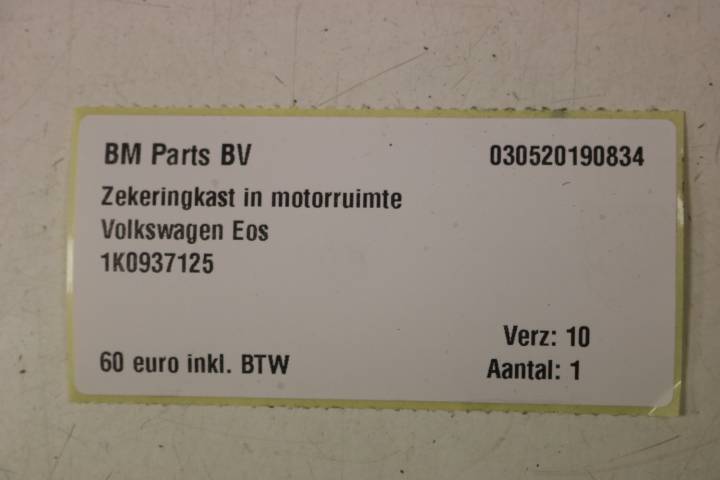 BM Parts BV 030520190834
Zekeringkast in motorruimte
Volkswagen Eos
1K0937125
Verz: 10
60 euro inkl. BTW Aantal: 1